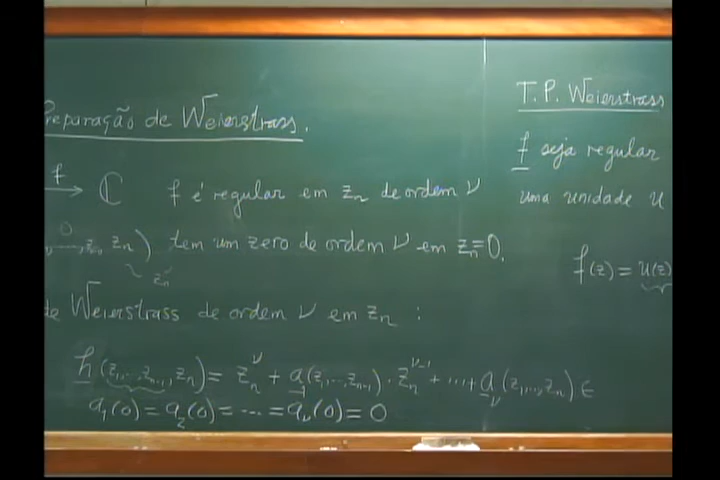 Preparação de Weierstrass.
f → ℂ f é regular em zₙ de ordem ν
zₙ) tem um zero de ordem ν em zₙ=0.
zₙ^ν
de Weierstrass de ordem ν em zₙ :
h(z₁,...,zₙ₋₁,zₙ) = zₙ^ν + a₁(z₁,...,zₙ₋₁) · zₙ^(ν-1) + ... + a_ν(z₁,...,zₙ) ∈
a₁(0) = a₂(0) = ... = a_ν(0) = 0
T. P. Weierstrass
f seja regular
uma unidade u
f(z) = u(z)